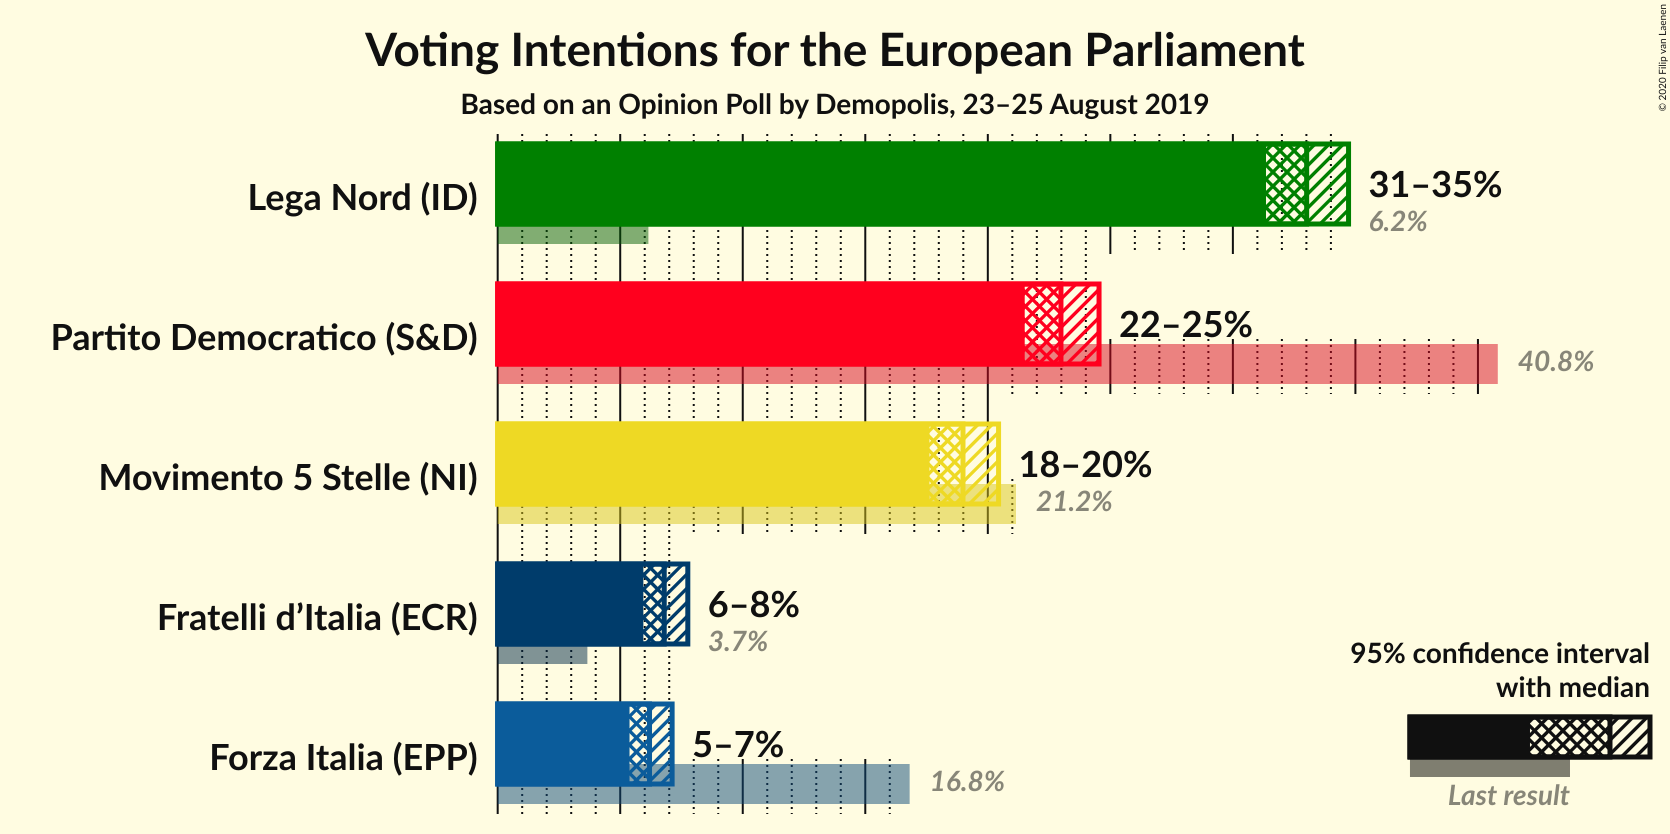 Voting Intentions for the European Parliament
Based on an Opinion Poll by Demopolis, 23–25 August 2019
© 2020 Filip van Laenen
Lega Nord (ID)
31–35%
6.2%
Partito Democratico (S&D)
22–25%
40.8%
Movimento 5 Stelle (NI)
18–20%
21.2%
Fratelli d’Italia (ECR)
6–8%
3.7%
Forza Italia (EPP)
5–7%
16.8%
95% confidence interval
with median
Last result